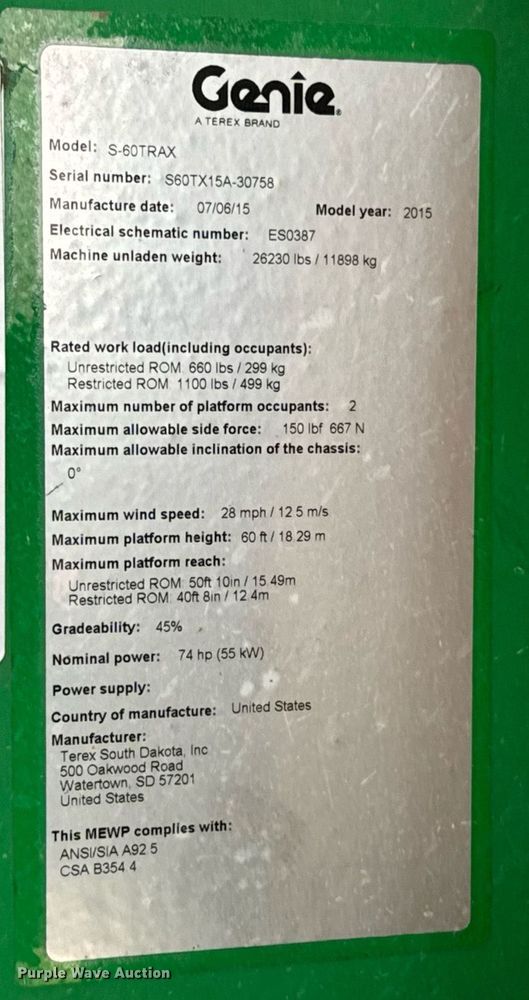 Genie
A TEREX BRAND
Model: S-60TRAX
Serial number: S60TX15A-30758
Manufacture date: 07/06/15 Model year: 2015
Electrical schematic number: ES0387
Machine unladen weight: 26230 lbs / 11898 kg
Rated work load(including occupants):
Unrestricted ROM: 660 lbs / 299 kg
Restricted ROM: 1100 lbs / 499 kg
Maximum number of platform occupants: 2
Maximum allowable side force: 150 lbf 667 N
Maximum allowable inclination of the chassis:
0°
Maximum wind speed: 28 mph / 12.5 m/s
Maximum platform height: 60 ft / 18.29 m
Maximum platform reach:
Unrestricted ROM: 50ft 10in / 15.49m
Restricted ROM: 40ft 8in / 12.4m
Gradeability: 45%
Nominal power: 74 hp (55 kW)
Power supply:
Country of manufacture: United States
Manufacturer:
Terex South Dakota, Inc
500 Oakwood Road
Watertown, SD 57201
United States
This MEWP complies with:
ANSI/SIA A92.5
CSA B354.4
Purple Wave Auction